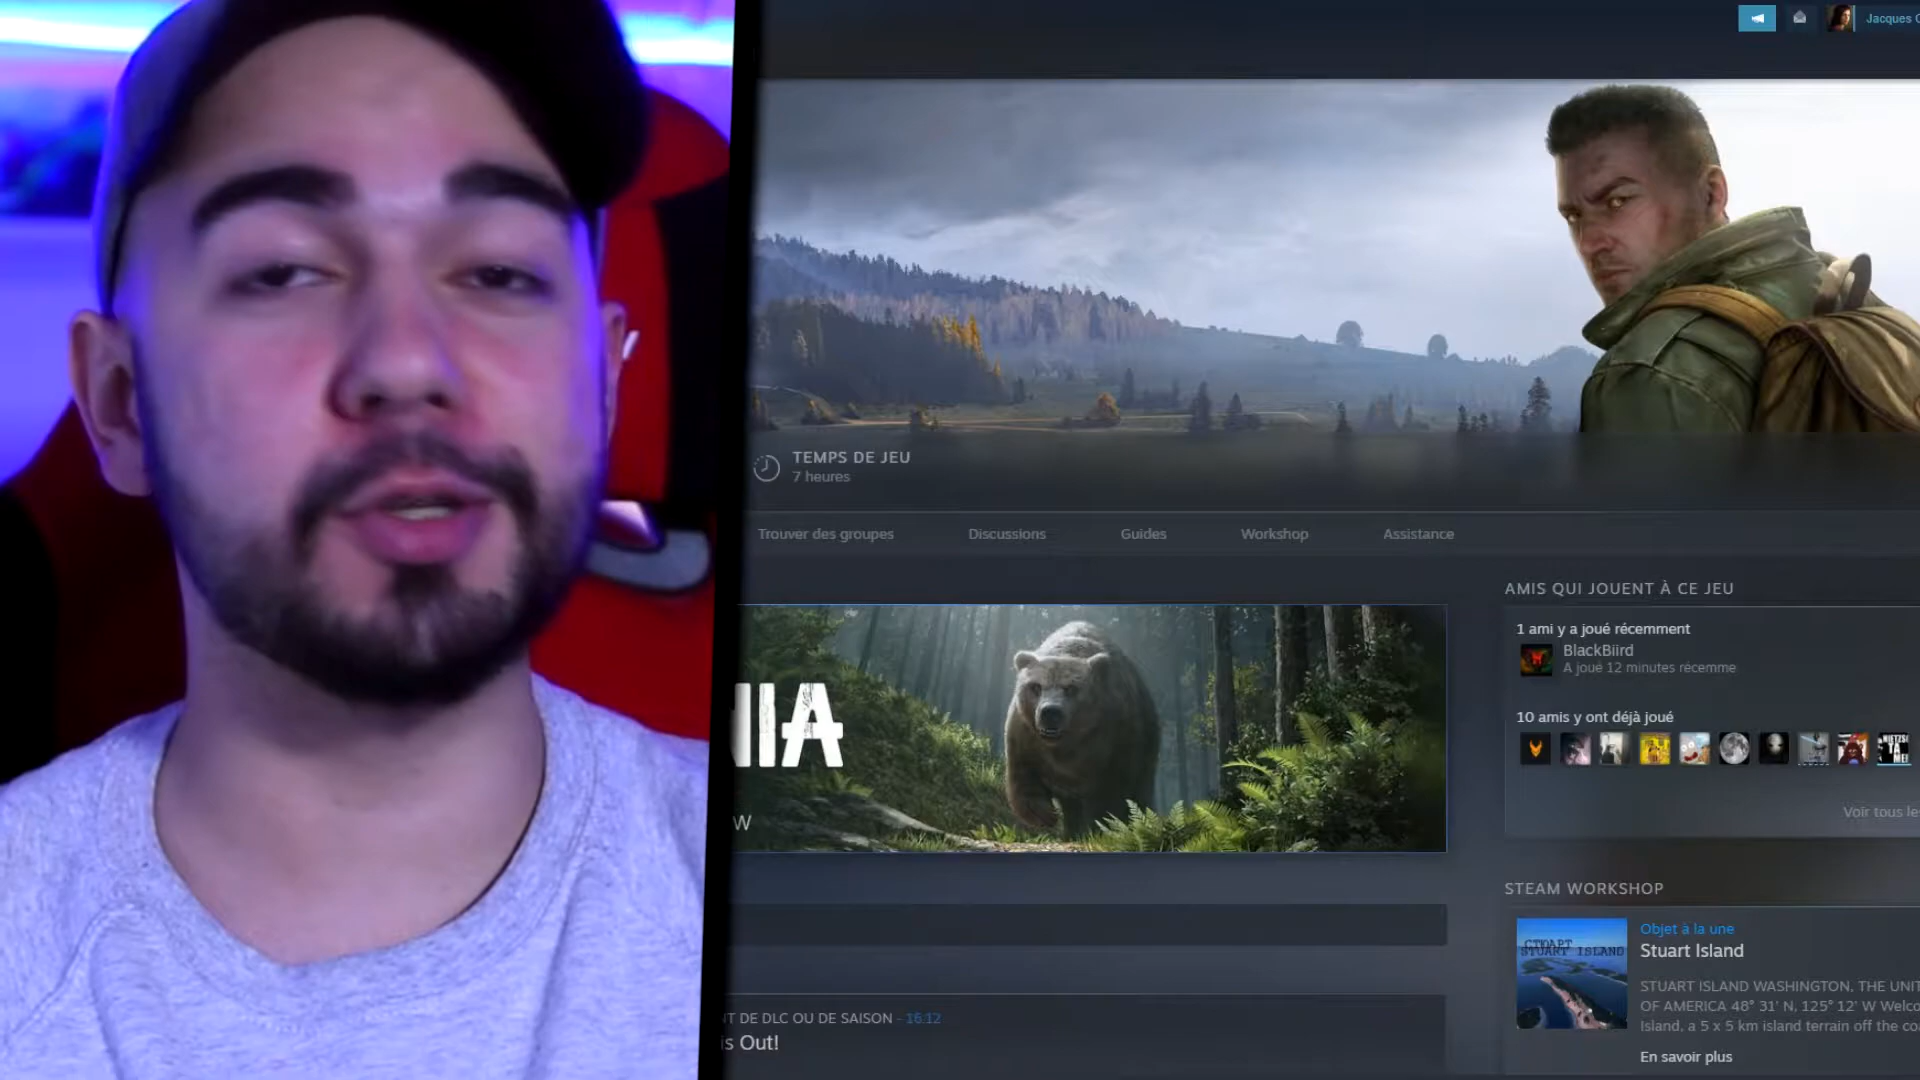 Jacques
TEMPS DE JEU
7 heures
Trouver des groupes
Discussions
Guides
Workshop
Assistance
AMIS QUI JOUENT À CE JEU
1 ami y a joué récemment
BlackBiird
A joué 12 minutes récemme
10 amis y ont déjà joué
NIA
W
Voir tous le
STEAM WORKSHOP
Objet à la une
Stuart Island
STUART ISLAND
STUART ISLAND WASHINGTON, THE UNIT
OF AMERICA 48° 31' N, 125° 12' W Welco
Island, a 5 x 5 km island terrain off the co
En savoir plus
NT DE DLC OU DE SAISON - 16:12
is Out!